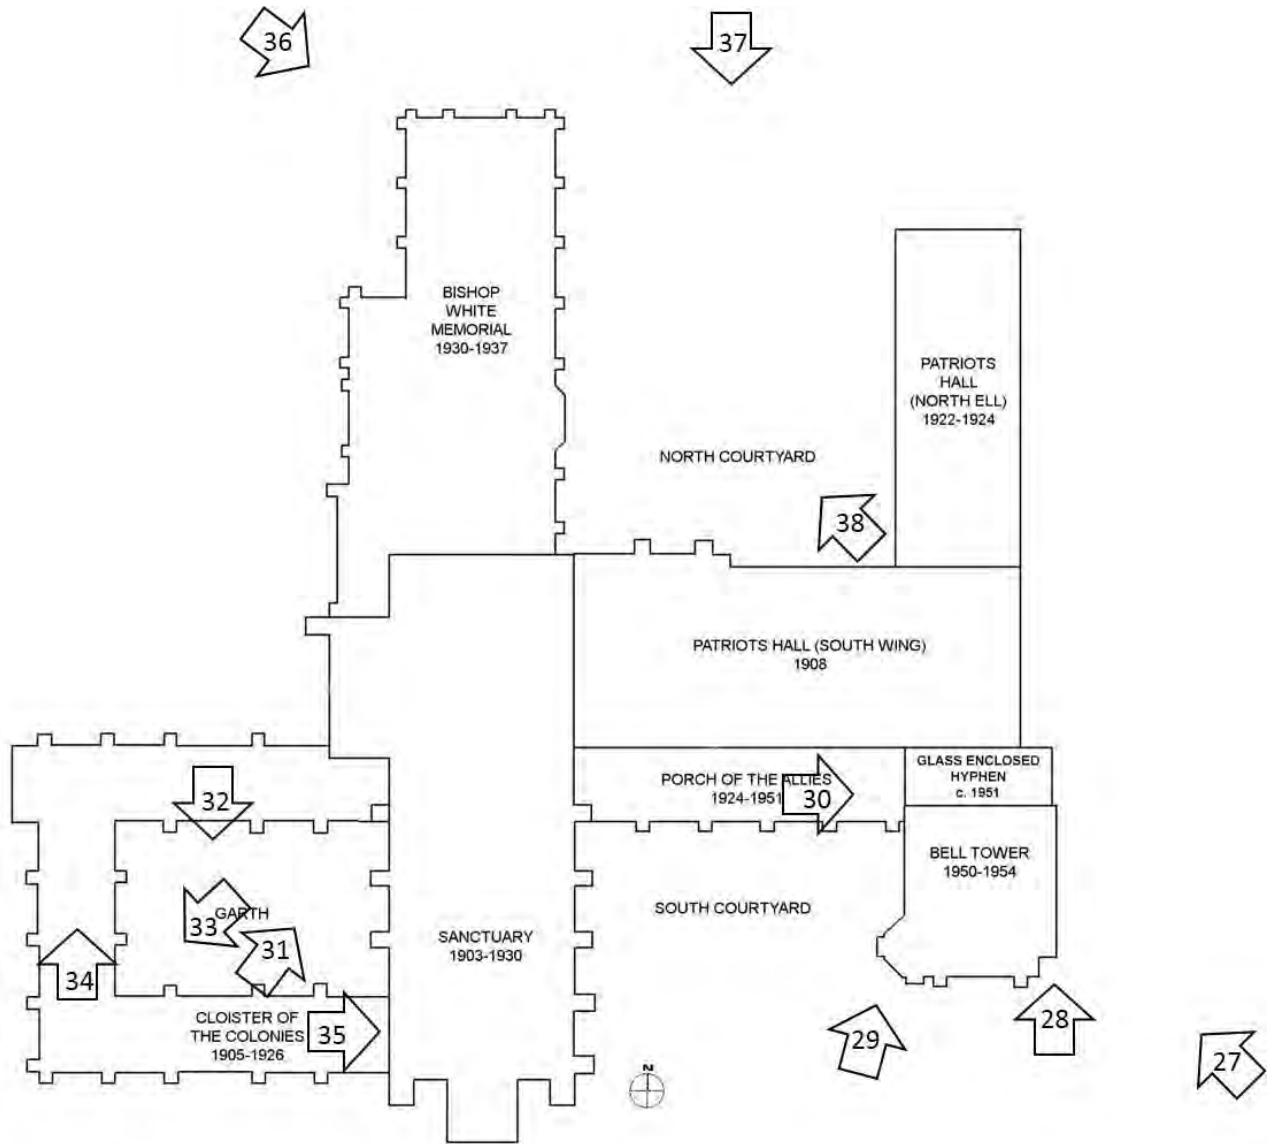 36
37
BISHOP
WHITE
MEMORIAL
1930-1937
PATRIOTS
HALL
(NORTH ELL)
1922-1924
NORTH COURTYARD
38
PATRIOTS HALL (SOUTH WING)
1908
GLASS ENCLOSED
HYPHEN
c. 1951
PORCH OF THE ALLIES
1924-1951
30
32
BELL TOWER
1950-1954
GARTH
33
31
SOUTH COURTYARD
SANCTUARY
1903-1930
34
CLOISTER OF
THE COLONIES
1905-1926
35
29
28
27
N